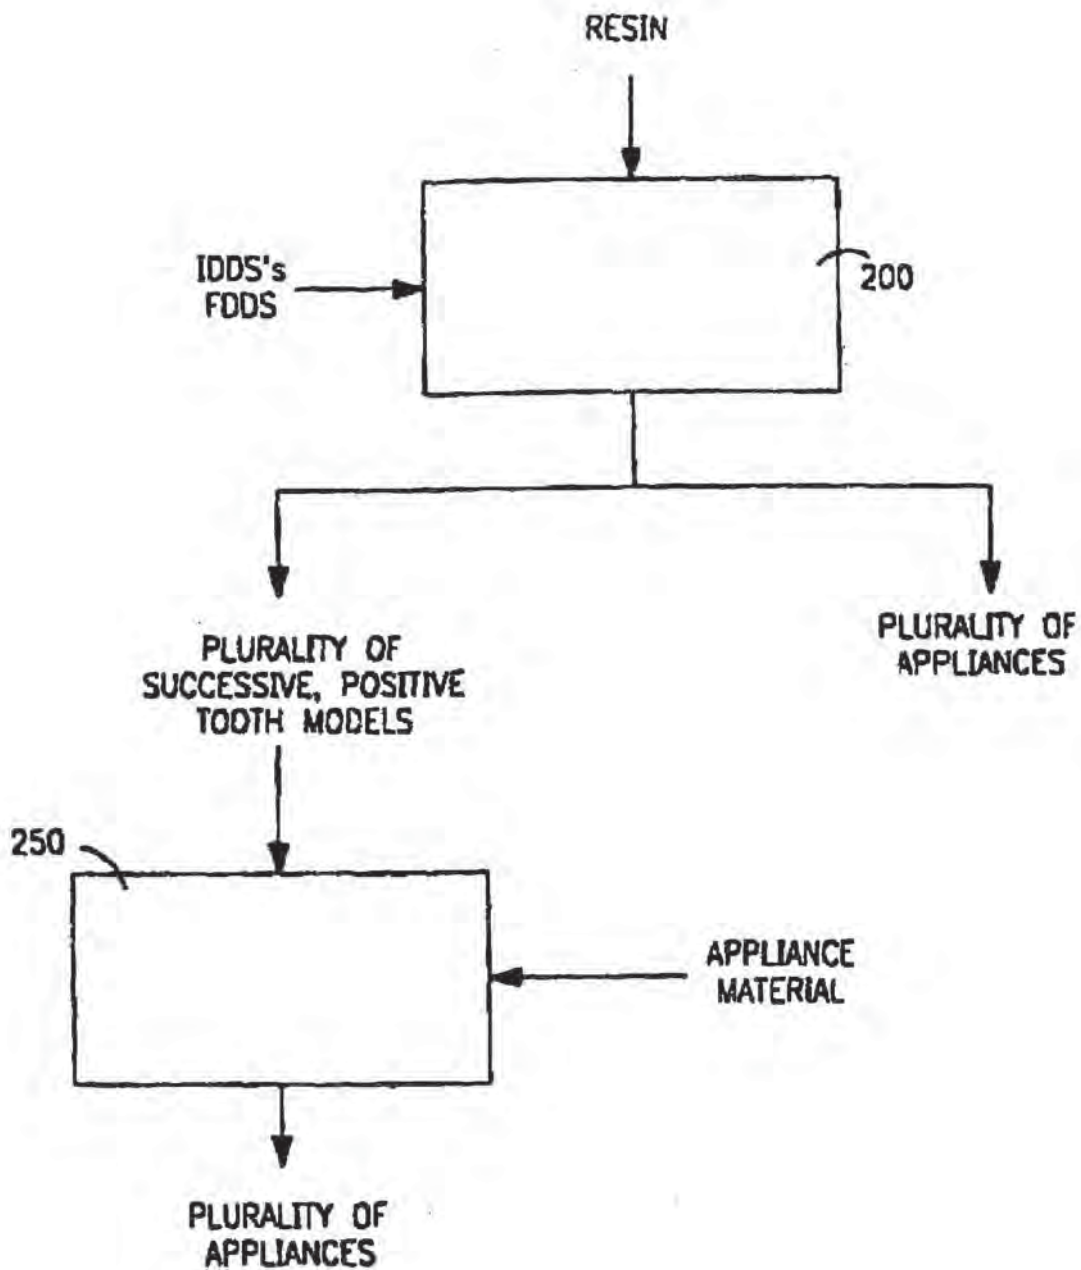 RESIN
IDDS's
FDDS
200
PLURALITY OF
SUCCESSIVE, POSITIVE
TOOTH MODELS
PLURALITY OF
APPLIANCES
250
APPLIANCE
MATERIAL
PLURALITY OF
APPLIANCES